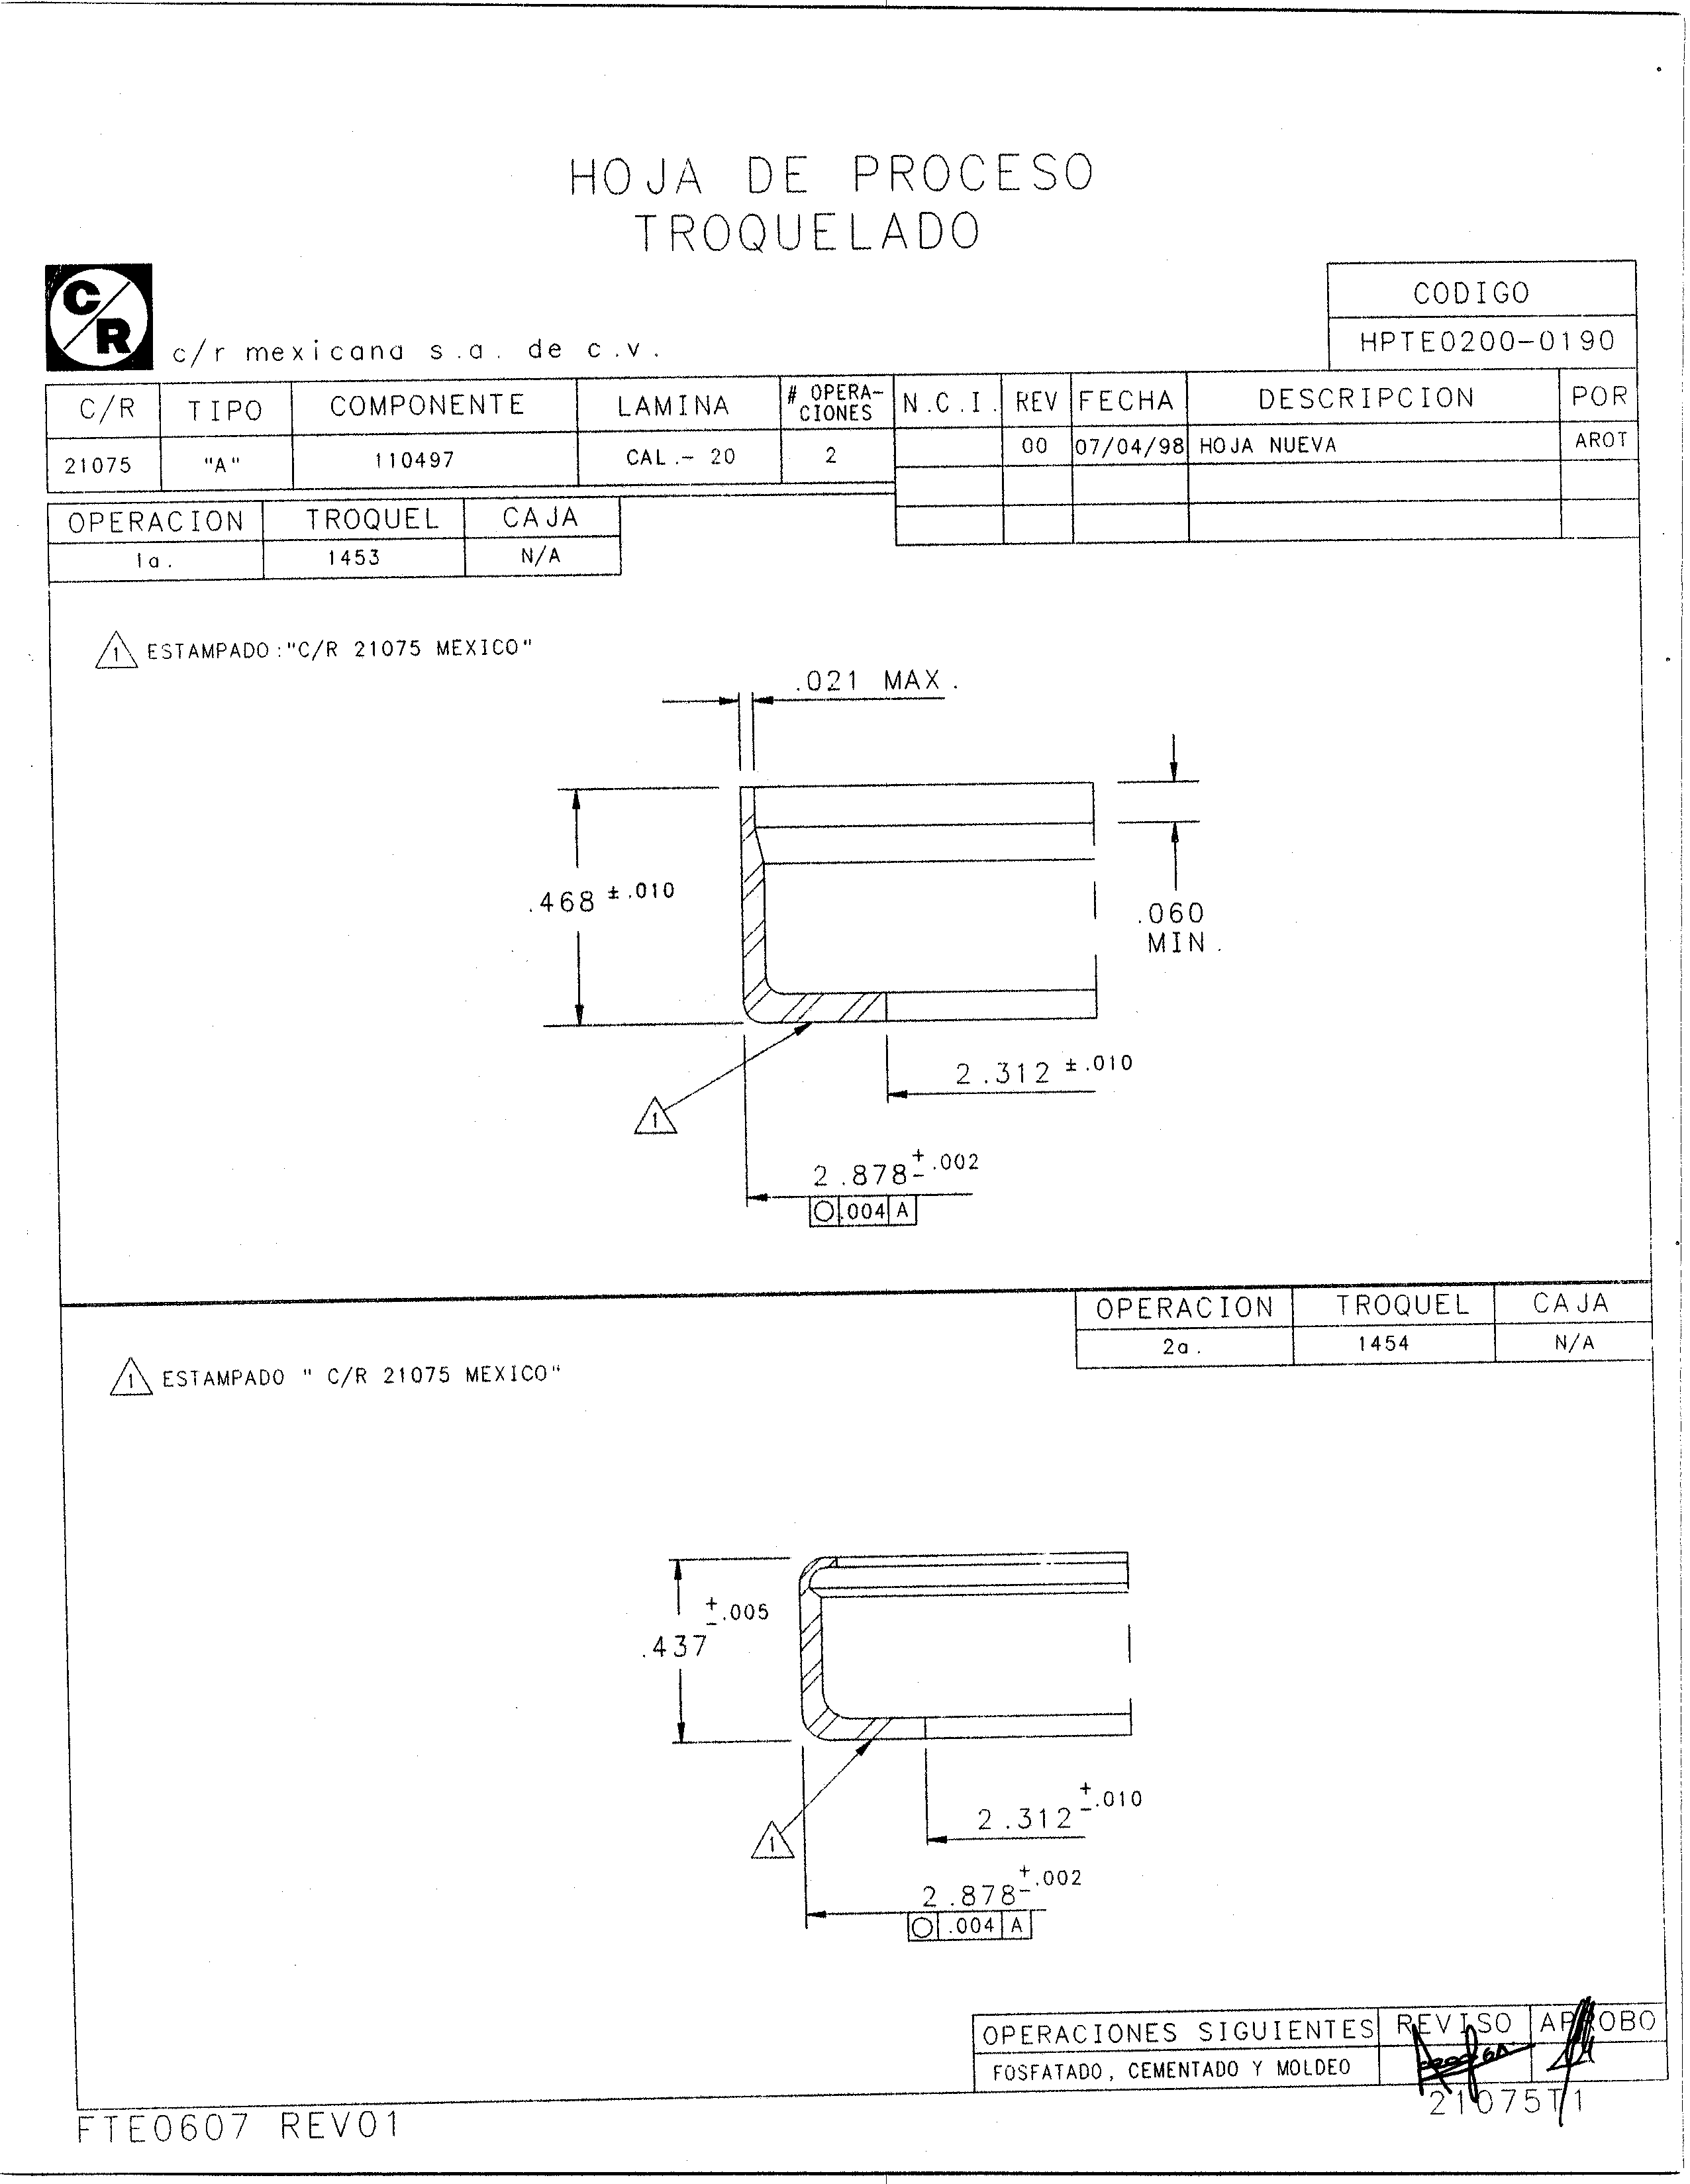 HOJA DE PROCESO
TROQUELADO
C/R
c/r mexicana s.a. de c.v.
CODIGO
HPTE0200-0190
C/R TIPO COMPONENTE LAMINA # OPERA-CIONES N.C.I. REV FECHA DESCRIPCION POR
21075 "A" 110497 CAL.- 20 2 00 07/04/98 HOJA NUEVA AROT
OPERACION TROQUEL CAJA
1a. 1453 N/A
1 ESTAMPADO:"C/R 21075 MEXICO"
.021 MAX.
.468 ±.010
.060
MIN.
2.312 ±.010
1
2.878 ±.002
○ .004 A
OPERACION TROQUEL CAJA
2a. 1454 N/A
1 ESTAMPADO " C/R 21075 MEXICO"
.437 ±.005
2.312 ±.010
1
2.878 ±.002
○ .004 A
OPERACIONES SIGUIENTES REVISO APROBO
FOSFATADO, CEMENTADO Y MOLDEO
21075T1
FTE0607 REV01